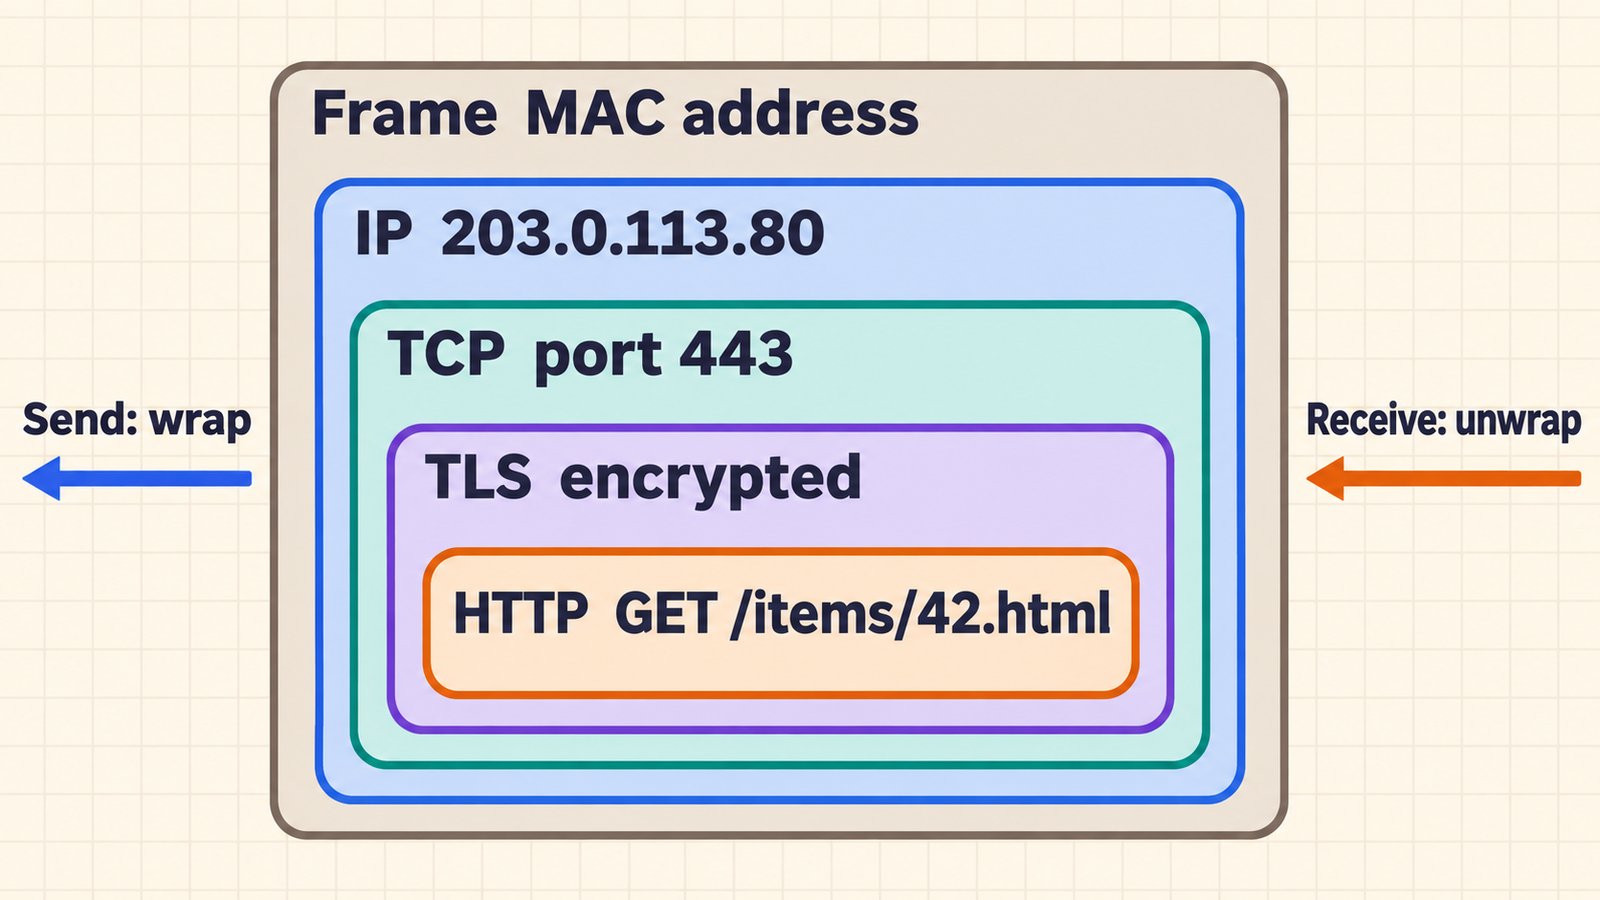 Frame MAC address
IP 203.0.113.80
TCP port 443
Send: wrap
Receive: unwrap
TLS encrypted
HTTP GET /items/42.html